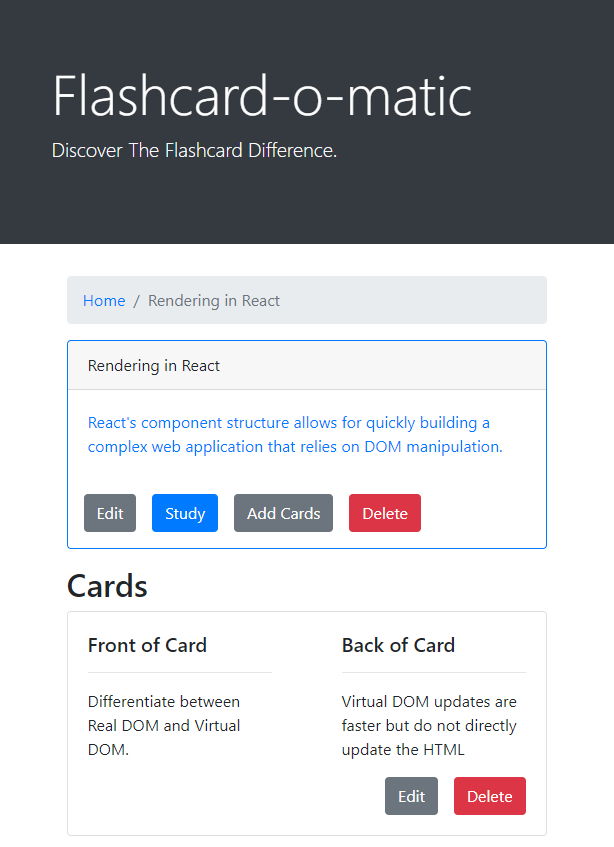 Flashcard-o-matic
Discover The Flashcard Difference.
Home / Rendering in React
Rendering in React
React's component structure allows for quickly building a
complex web application that relies on DOM manipulation.
Edit Study Add Cards Delete
Cards
Front of Card
Differentiate between
Real DOM and Virtual
DOM.
Back of Card
Virtual DOM updates are
faster but do not directly
update the HTML
Edit Delete